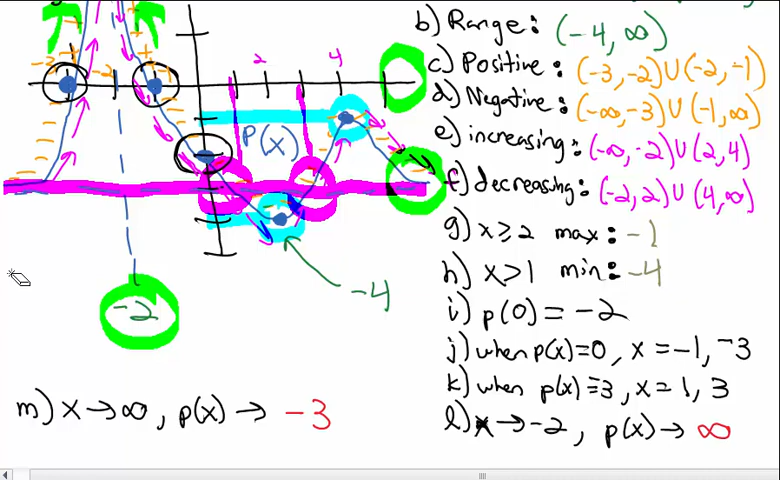 b) Range: (-4, ∞)
c) Positive: (-3,-2)∪(-2,-1)
d) Negative: (-∞,-3)∪(-1,∞)
e) increasing: (-∞,-2)∪(2,4)
f) decreasing: (-2,2)∪(4,∞)
g) x≥2 max: -1
h) x>1 min: -4
i) p(0) = -2
j) when p(x)=0, x = -1, -3
k) when p(x)=-3, x = 1, 3
l) x → -2, p(x) → ∞
-3
-2
-1
2
4
P(x)
-4
-2
m) x → ∞, p(x) → -3